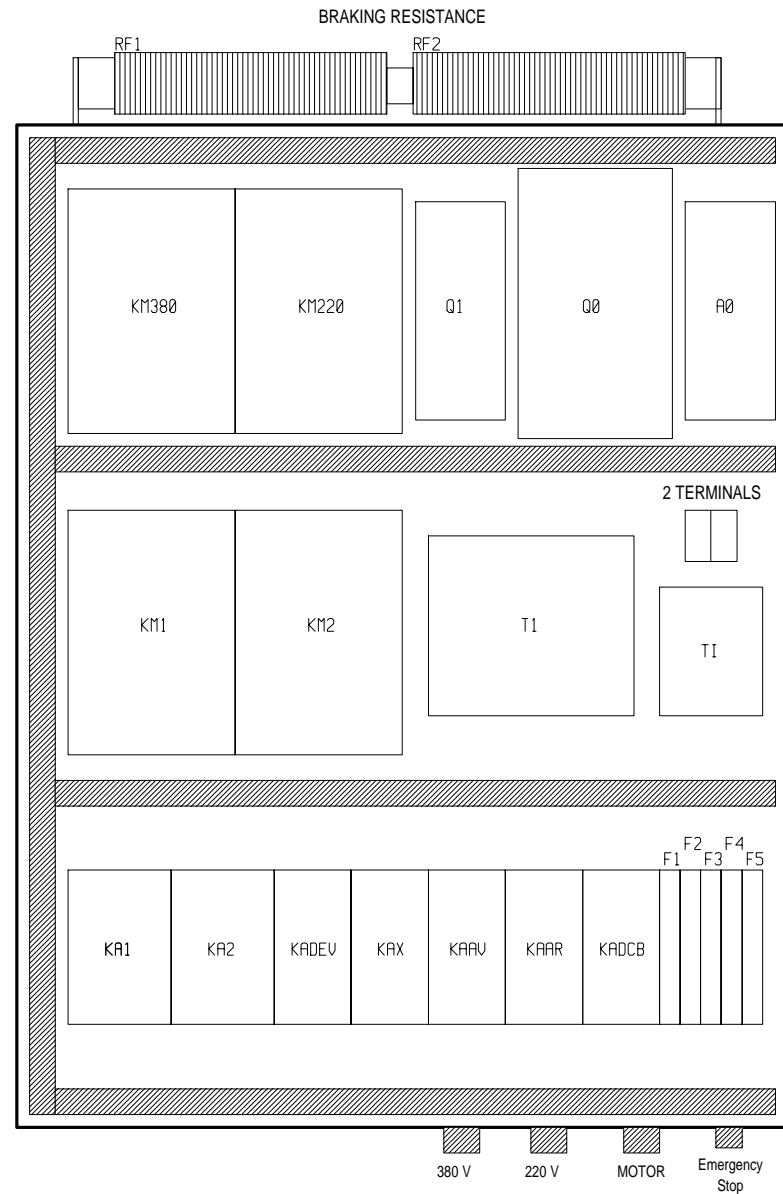 BRAKING RESISTANCE
RF1 RF2
KM380 KM220 Q1 Q0 A0
2 TERMINALS
KM1 KM2 T1 TI
F1 F2 F3 F4 F5
KA1 KA2 KADEV KAX KAAV KAAR KADCB
380 V 220 V MOTOR Emergency
Stop